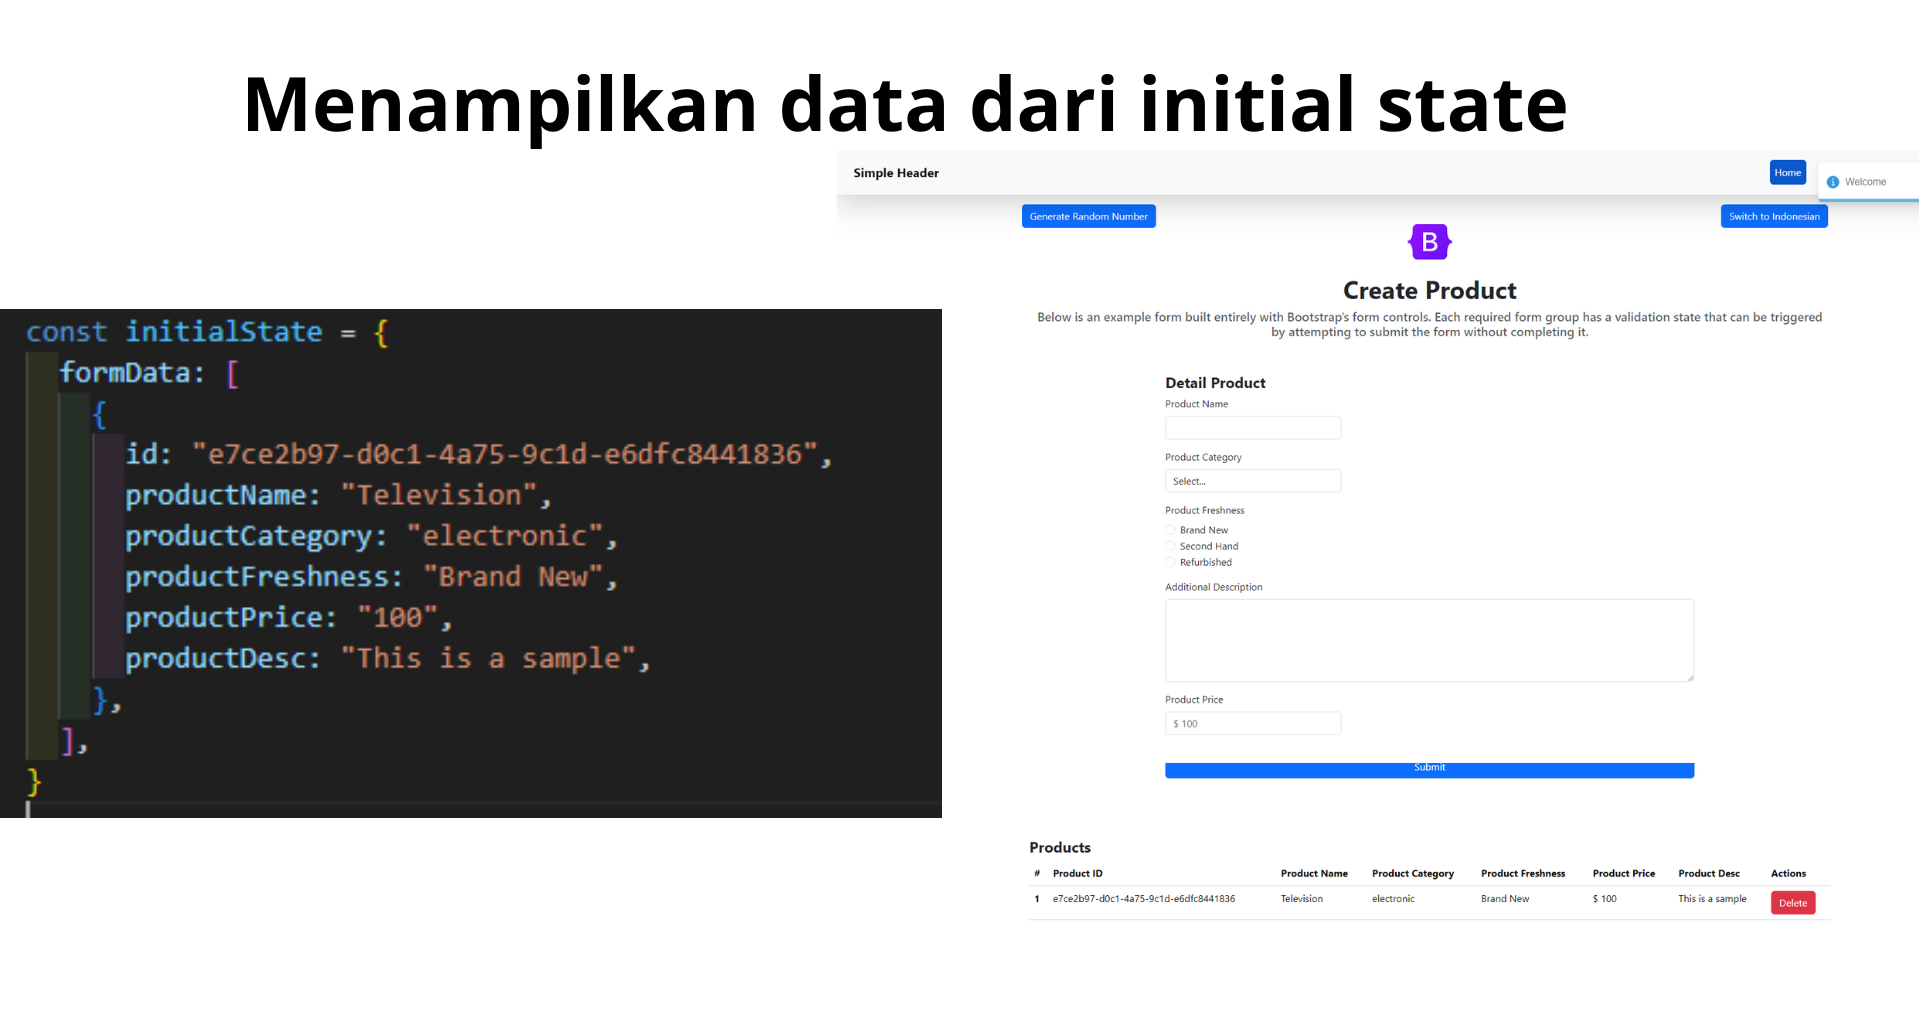 Menampilkan data dari initial state
const initialState = {
formData: [
{
id: "e7ce2b97-d0c1-4a75-9c1d-e6dfc8441836",
productName: "Television",
productCategory: "electronic",
productFreshness: "Brand New",
productPrice: "100",
productDesc: "This is a sample",
},
],
}
Simple Header
Home
Welcome
Generate Random Number
Switch to Indonesian
B
Create Product
Below is an example form built entirely with Bootstrap's form controls. Each required form group has a validation state that can be triggered
by attempting to submit the form without completing it.
Detail Product
Product Name
Product Category
Select...
Product Freshness
Brand New
Second Hand
Refurbished
Additional Description
Product Price
$ 100
Submit
Products
# Product ID Product Name Product Category Product Freshness Product Price Product Desc Actions
1 e7ce2b97-d0c1-4a75-9c1d-e6dfc8441836 Television electronic Brand New $ 100 This is a sample Delete